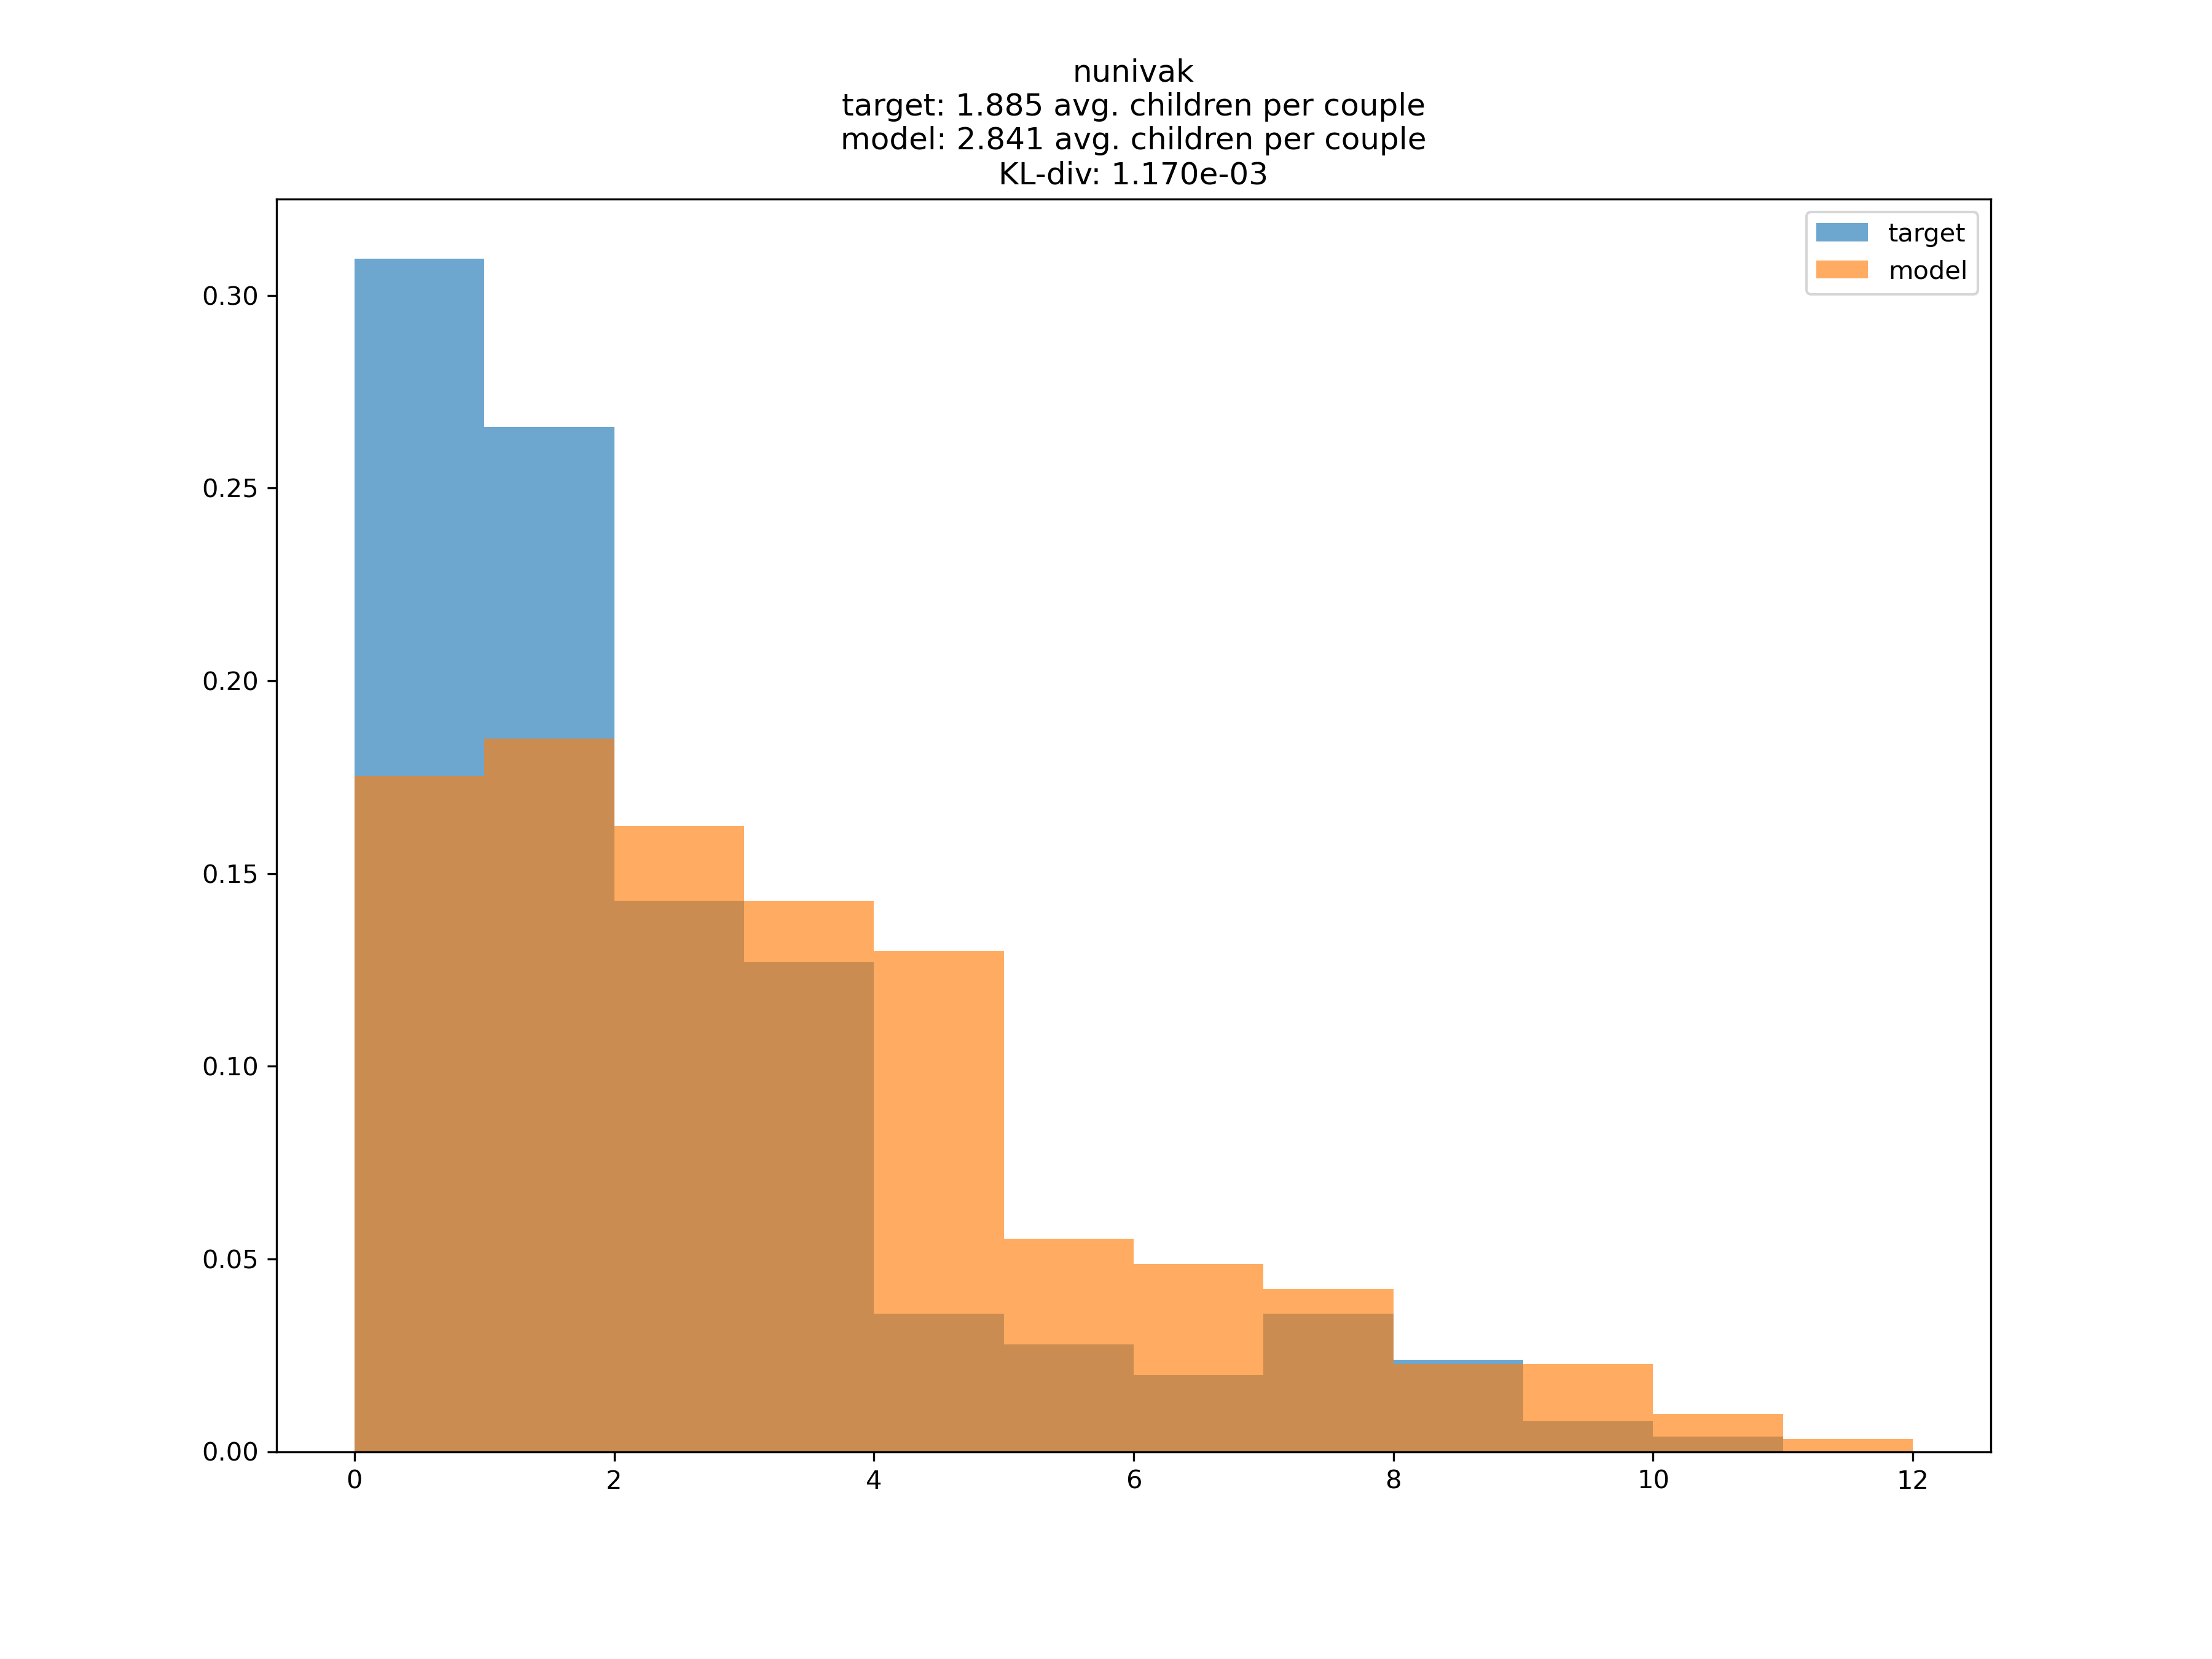 nunivak
target: 1.885 avg. children per couple
model: 2.841 avg. children per couple
KL-div: 1.170e-03
target
model
0.30
0.25
0.20
0.15
0.10
0.05
0.00
0 2 4 6 8 10 12